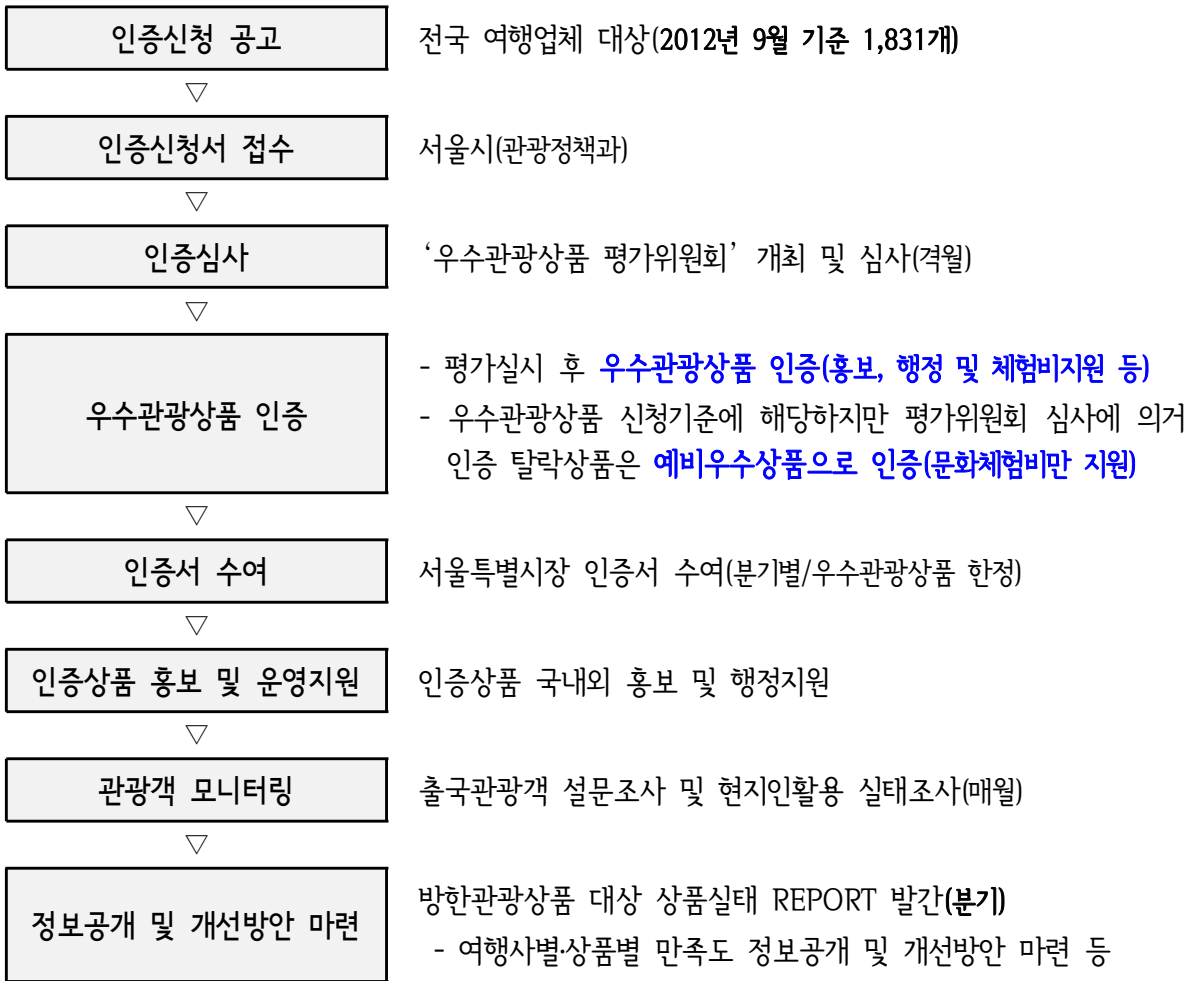 인증신청 공고
전국 여행업체 대상(2012년 9월 기준 1,831개)
▽
인증신청서 접수
서울시(관광정책과)
▽
인증심사
‘우수관광상품 평가위원회’ 개최 및 심사(격월)
▽
우수관광상품 인증
- 평가실시 후 우수관광상품 인증(홍보, 행정 및 체험비지원 등)
- 우수관광상품 신청기준에 해당하지만 평가위원회 심사에 의거
인증 탈락상품은 예비우수상품으로 인증(문화체험비만 지원)
▽
인증서 수여
서울특별시장 인증서 수여(분기별/우수관광상품 한정)
▽
인증상품 홍보 및 운영지원
인증상품 국내외 홍보 및 행정지원
▽
관광객 모니터링
출국관광객 설문조사 및 현지인활용 실태조사(매월)
▽
정보공개 및 개선방안 마련
방한관광상품 대상 상품실태 REPORT 발간(분기)
- 여행사별·상품별 만족도 정보공개 및 개선방안 마련 등